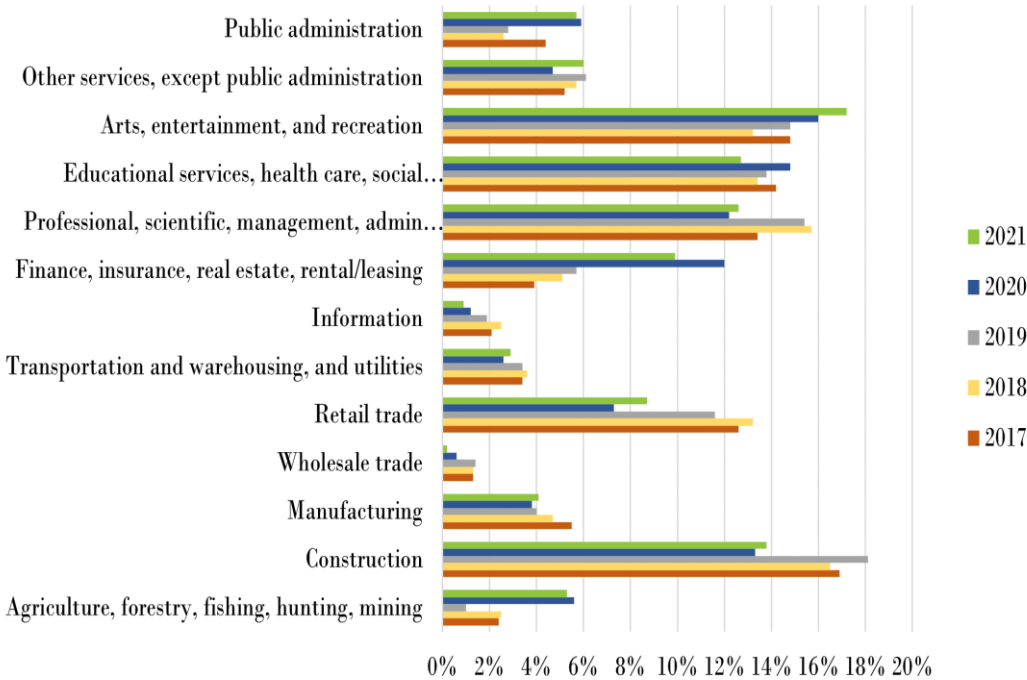 Public administration
Other services, except public administration
Arts, entertainment, and recreation
Educational services, health care, social...
Professional, scientific, management, admin...
Finance, insurance, real estate, rental/leasing
Information
Transportation and warehousing, and utilities
Retail trade
Wholesale trade
Manufacturing
Construction
Agriculture, forestry, fishing, hunting, mining
0% 2% 4% 6% 8% 10% 12% 14% 16% 18% 20%
2021
2020
2019
2018
2017